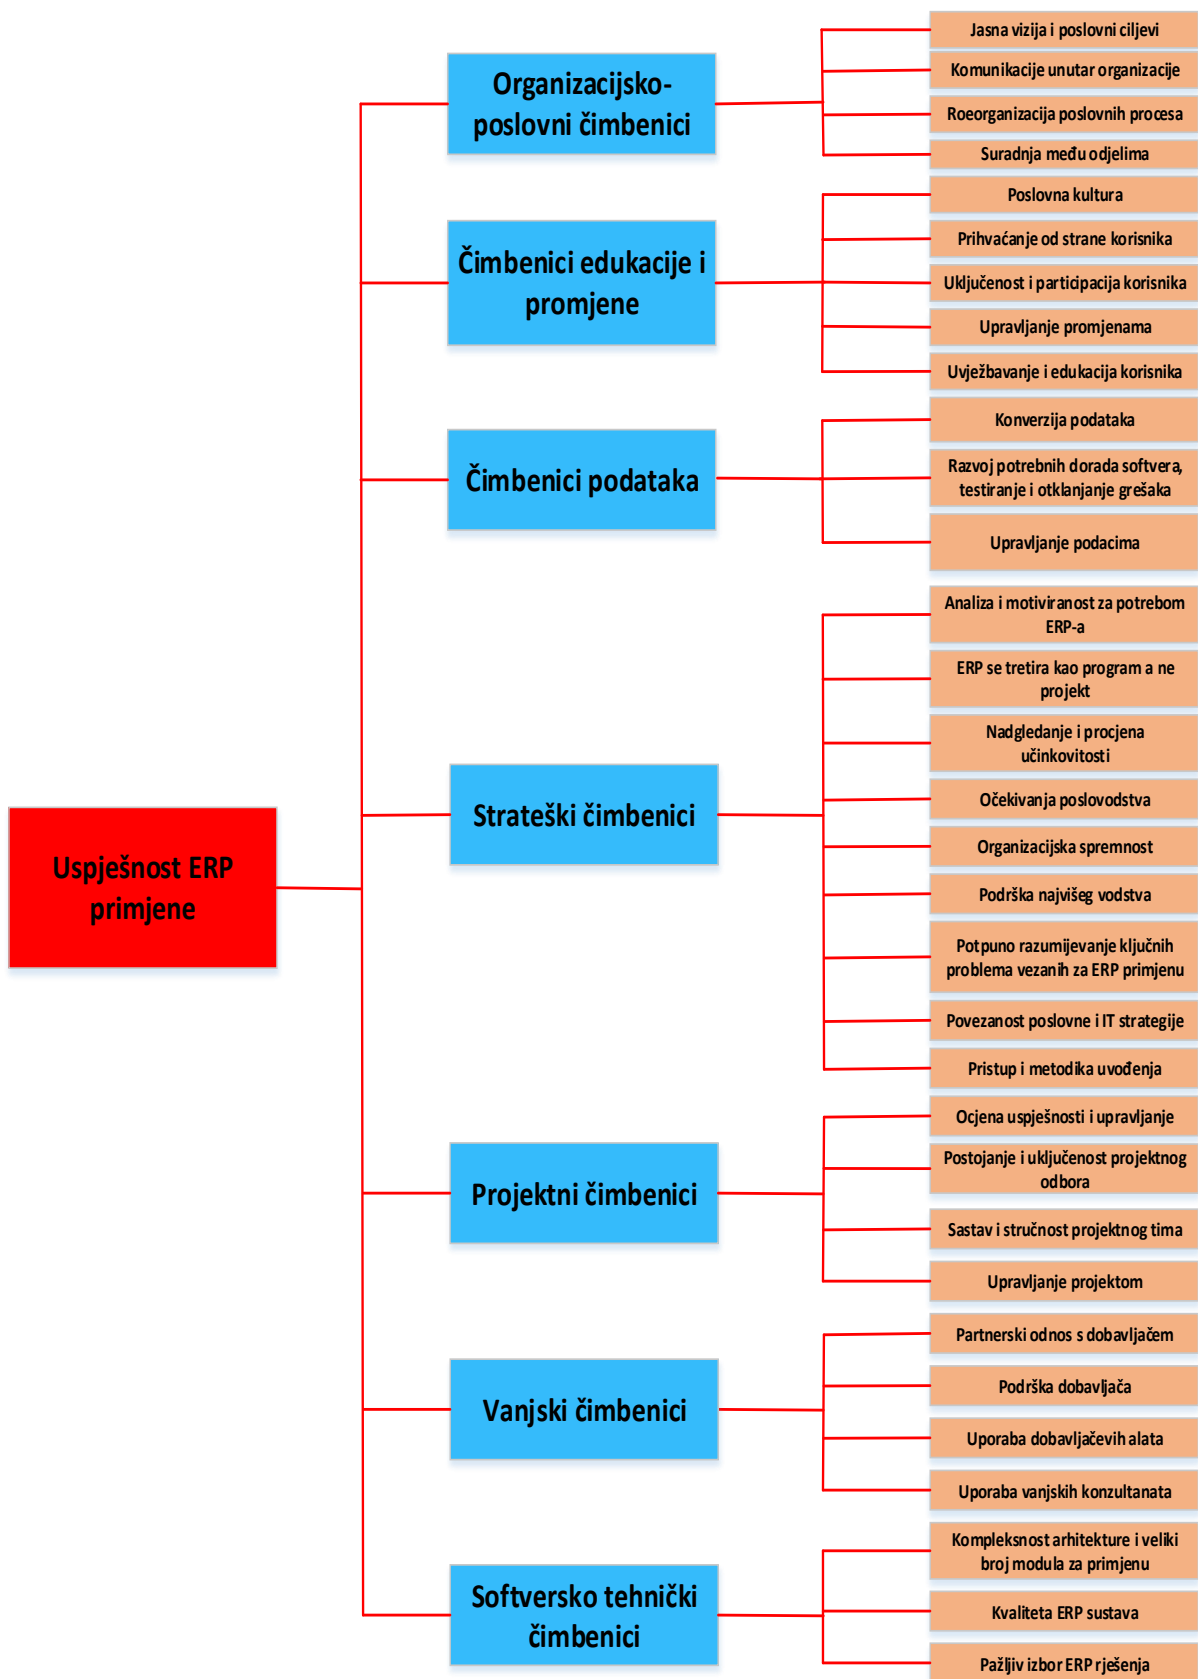 Uspješnost ERP
primjene
Organizacijsko-
poslovni čimbenici
Jasna vizija i poslovni ciljevi
Komunikacije unutar organizacije
Roeorganizacija poslovnih procesa
Suradnja među odjelima
Čimbenici edukacije i
promjene
Poslovna kultura
Prihvaćanje od strane korisnika
Uključenost i participacija korisnika
Upravljanje promjenama
Uvježbavanje i edukacija korisnika
Čimbenici podataka
Konverzija podataka
Razvoj potrebnih dorada softvera,
testiranje i otklanjanje grešaka
Upravljanje podacima
Strateški čimbenici
Analiza i motiviranost za potrebom
ERP-a
ERP se tretira kao program a ne
projekt
Nadgledanje i procjena
učinkovitosti
Očekivanja poslovodstva
Organizacijska spremnost
Podrška najvišeg vodstva
Potpuno razumijevanje ključnih
problema vezanih za ERP primjenu
Povezanost poslovne i IT strategije
Pristup i metodika uvođenja
Projektni čimbenici
Ocjena uspješnosti i upravljanje
Postojanje i uključenost projektnog
odbora
Sastav i stručnost projektnog tima
Upravljanje projektom
Vanjski čimbenici
Partnerski odnos s dobavljačem
Podrška dobavljača
Uporaba dobavljačevih alata
Uporaba vanjskih konzultanata
Softversko tehnički
čimbenici
Kompleksnost arhitekture i veliki
broj modula za primjenu
Kvaliteta ERP sustava
Pažljiv izbor ERP rješenja